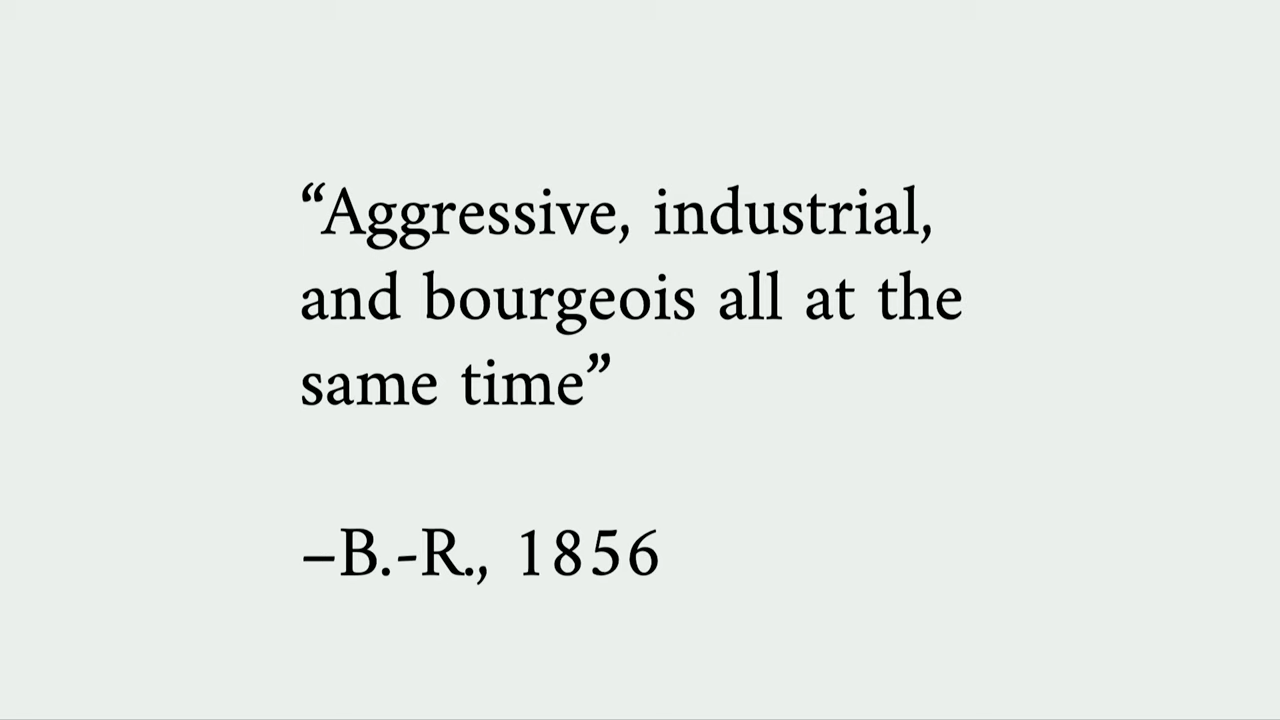 “Aggressive, industrial,
and bourgeois all at the
same time”
–B.-R., 1856